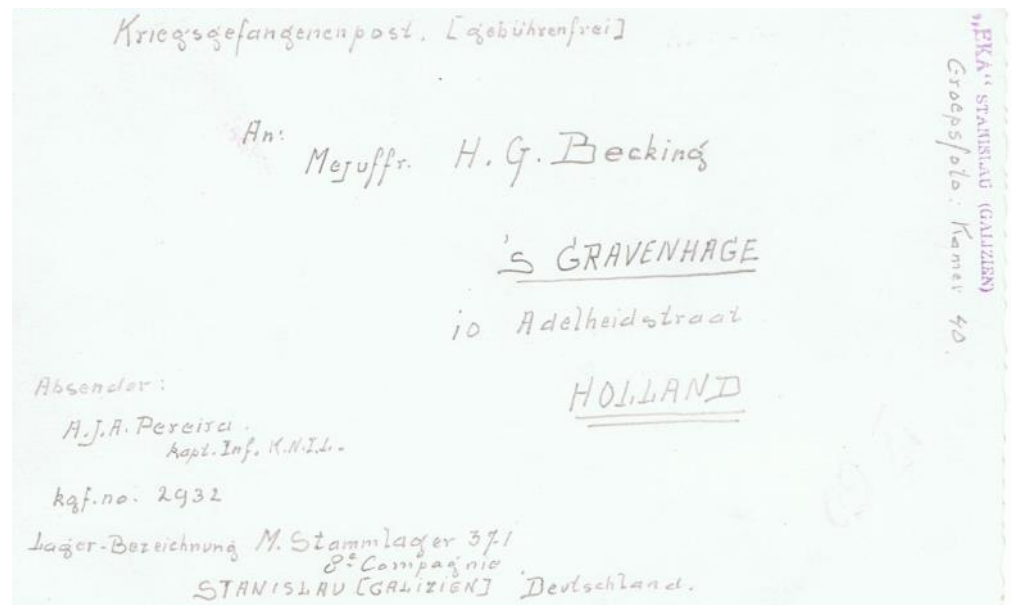 Kriegsgefangenenpost. [gebührenfrei]
An:
Mejuffr. H. G. Becking
's GRAVENHAGE
10 Adelheidstraat
HOLLAND
Absender:
A.J.A. Pereira.
kapt. Inf. K.N.I.L.
kgf. no. 2932
Lager-Bezeichnung M. Stammlager 371
8e Compagnie
STANISLAU [GALIZIEN] Deutschland.
„EKA“ STANISLAU (GALIZIEN)
Groepsfoto: Kamer 40.